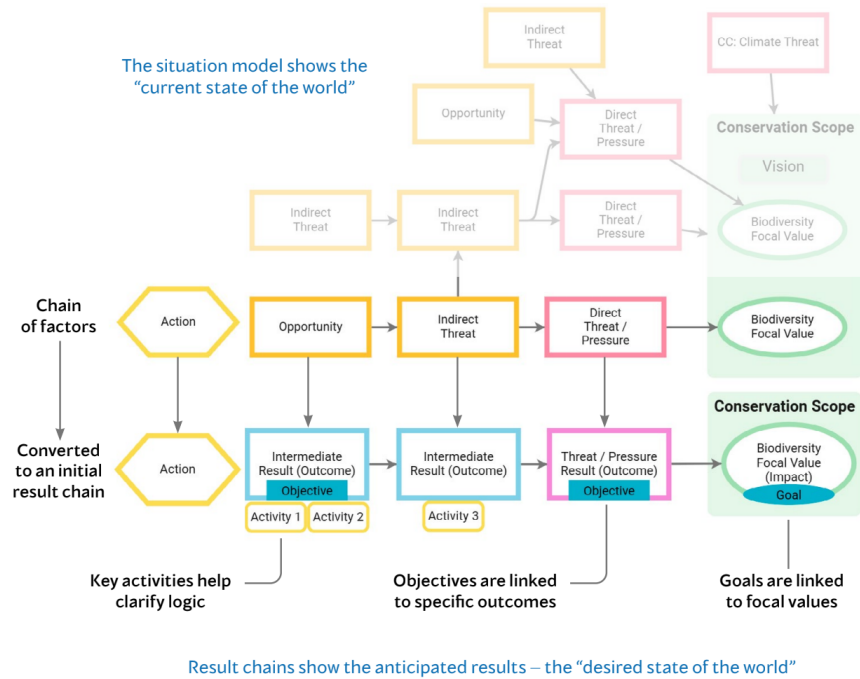 Indirect
Threat
CC: Climate Threat
The situation model shows the
“current state of the world”
Opportunity
Direct
Threat /
Pressure
Conservation Scope
Vision
Indirect
Threat
Indirect
Threat
Direct
Threat /
Pressure
Biodiversity
Focal Value
Chain
of factors
Action
Opportunity
Indirect
Threat
Direct
Threat /
Pressure
Biodiversity
Focal Value
Conservation Scope
Converted
to an initial
result chain
Action
Intermediate
Result (Outcome)
Objective
Activity 1
Activity 2
Intermediate
Result (Outcome)
Activity 3
Threat / Pressure
Result (Outcome)
Objective
Biodiversity
Focal Value
(Impact)
Goal
Key activities help
clarify logic
Objectives are linked
to specific outcomes
Goals are linked
to focal values
Result chains show the anticipated results – the “desired state of the world”